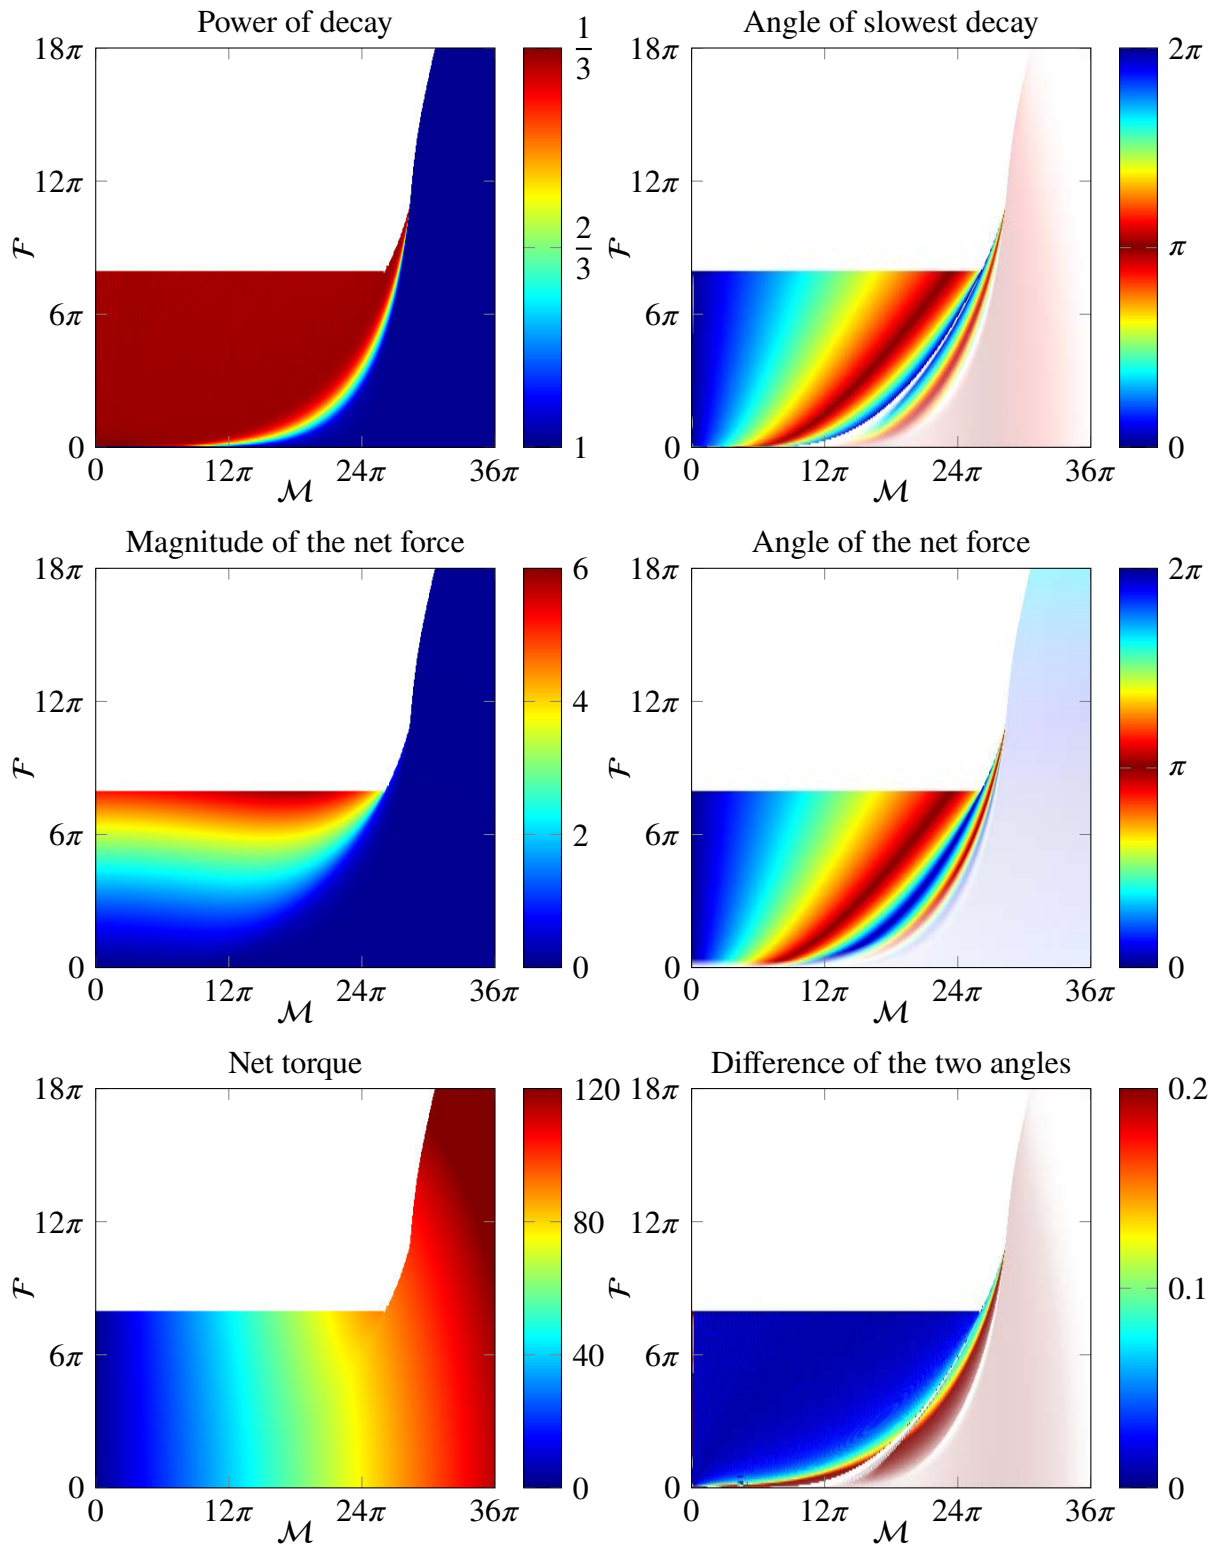 Power of decay
18π
12π
6π
0
0
12π
24π
36π
ℱ
ℳ
1/3
2/3
1
Angle of slowest decay
18π
12π
6π
0
0
12π
24π
36π
ℱ
ℳ
2π
π
0
Magnitude of the net force
18π
12π
6π
0
0
12π
24π
36π
ℱ
ℳ
6
4
2
0
Angle of the net force
18π
12π
6π
0
0
12π
24π
36π
ℱ
ℳ
2π
π
0
Net torque
18π
12π
6π
0
0
12π
24π
36π
ℱ
ℳ
120
80
40
0
Difference of the two angles
18π
12π
6π
0
0
12π
24π
36π
ℱ
ℳ
0.2
0.1
0